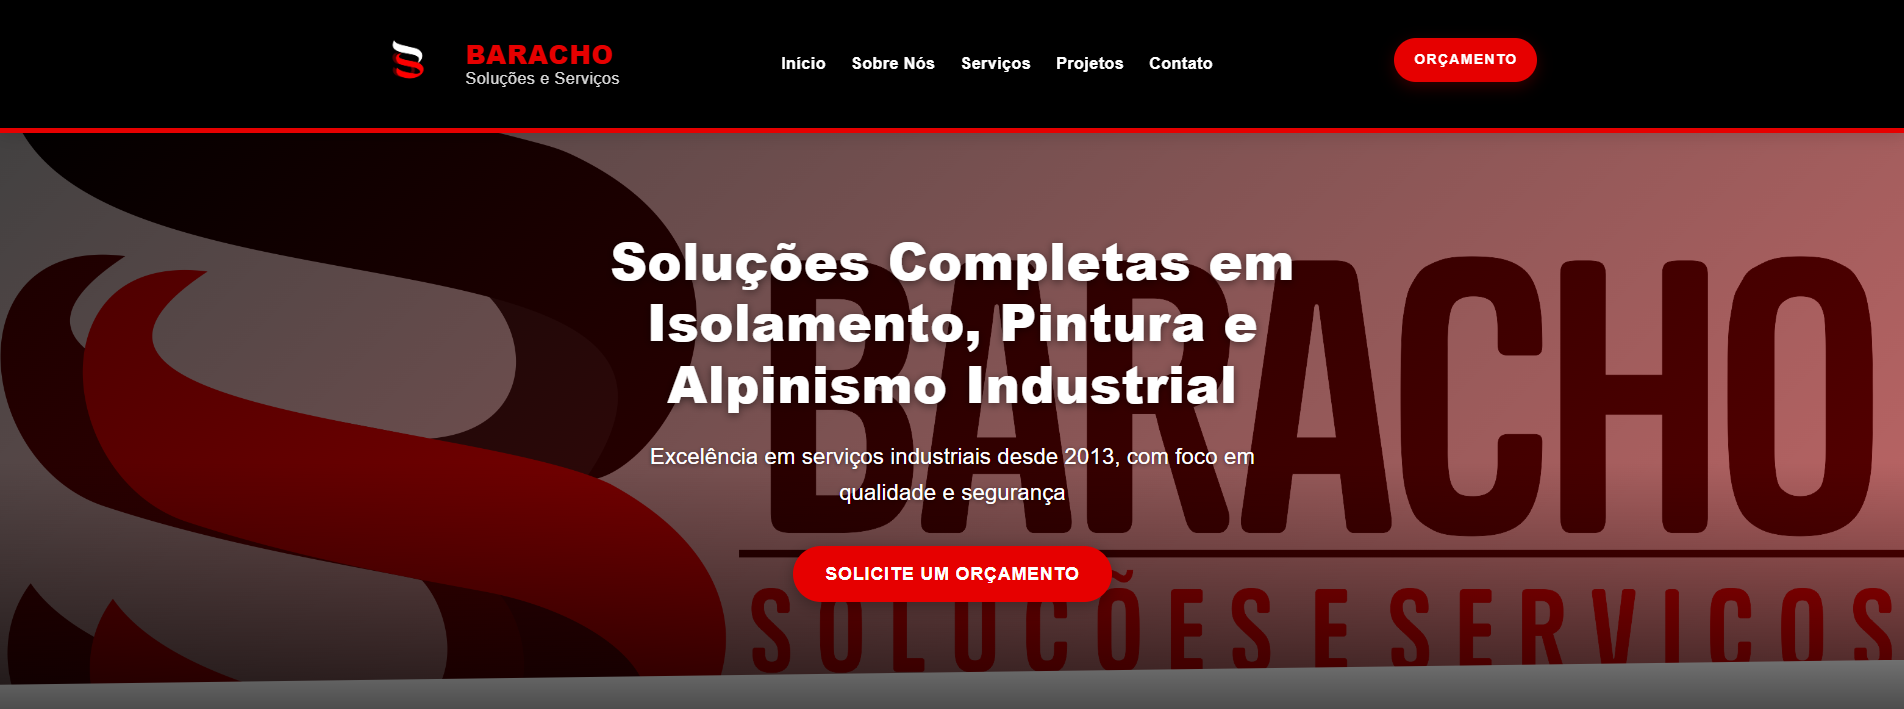 BARACHO
Soluções e Serviços
Início Sobre Nós Serviços Projetos Contato
ORÇAMENTO
Soluções Completas em
Isolamento, Pintura e
Alpinismo Industrial
Excelência em serviços industriais desde 2013, com foco em
qualidade e segurança
SOLICITE UM ORÇAMENTO
BARACHO
SOLUÇÕES E SERVIÇOS